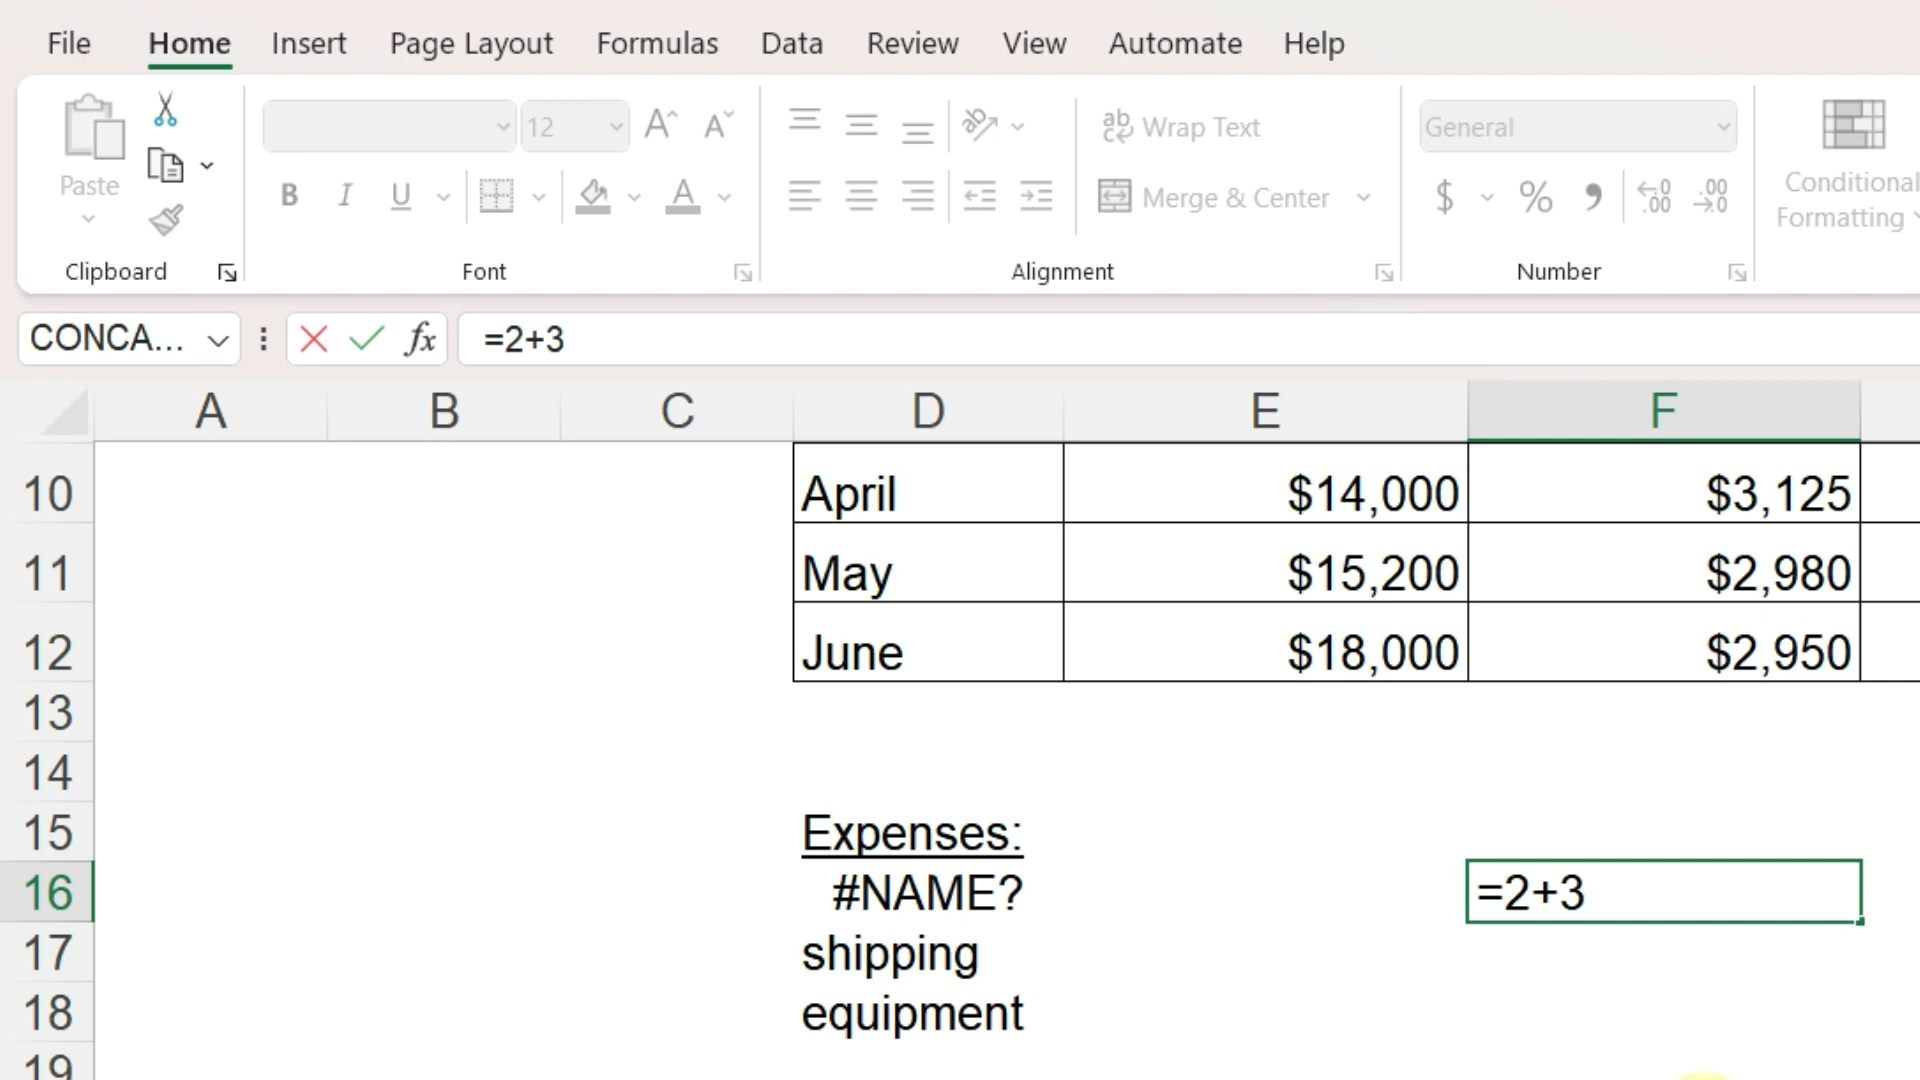 File Home Insert Page Layout Formulas Data Review View Automate Help
Paste
12
Wrap Text
Merge & Center
General
Conditional
Formatting
Clipboard Font Alignment Number
CONCA... fx =2+3
A B C D E F
10 April $14,000 $3,125
11 May $15,200 $2,980
12 June $18,000 $2,950
13
14
15 Expenses:
16 #NAME? =2+3
17 shipping
18 equipment
19